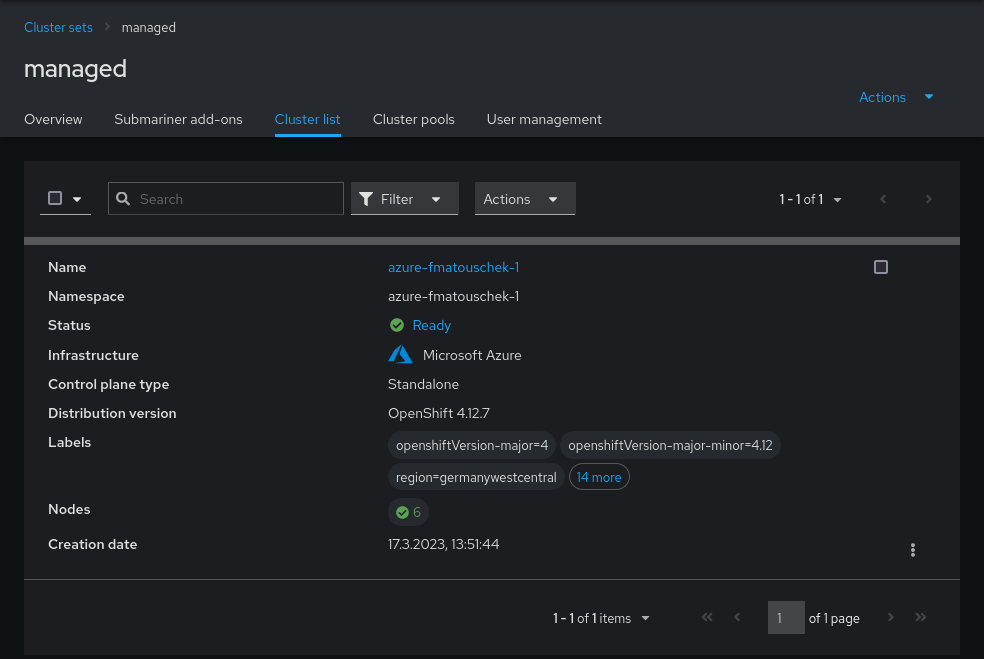 Cluster sets managed
managed
Actions
Overview Submariner add-ons Cluster list Cluster pools User management
Search Filter Actions 1 - 1 of 1
Name azure-fmatouschek-1
Namespace azure-fmatouschek-1
Status Ready
Infrastructure Microsoft Azure
Control plane type Standalone
Distribution version OpenShift 4.12.7
Labels openshiftVersion-major=4 openshiftVersion-major-minor=4.12
region=germanywestcentral 14 more
Nodes 6
Creation date 17.3.2023, 13:51:44
1 - 1 of 1 items 1 of 1 page